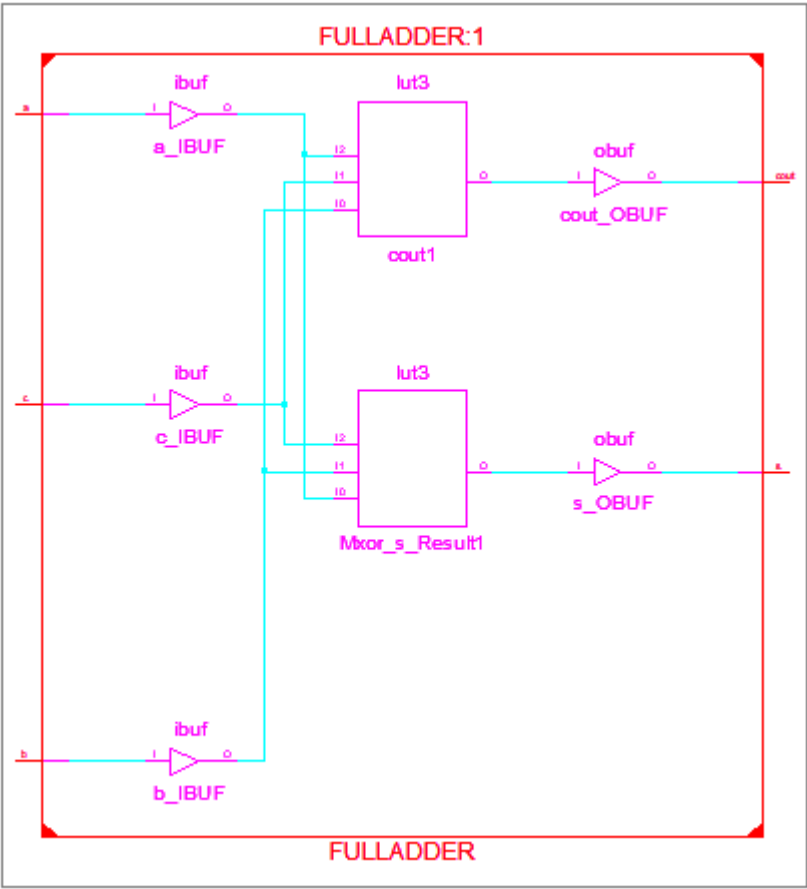 FULLADDER:1
ibuf
lut3
a
I
O
a_IBUF
I2
obuf
I1
O
I
O
cout
I0
cout_OBUF
cout1
ibuf
lut3
c
I
O
c_IBUF
I2
obuf
I1
O
I
O
s
I0
s_OBUF
Mxor_s_Result1
ibuf
b
I
O
b_IBUF
FULLADDER